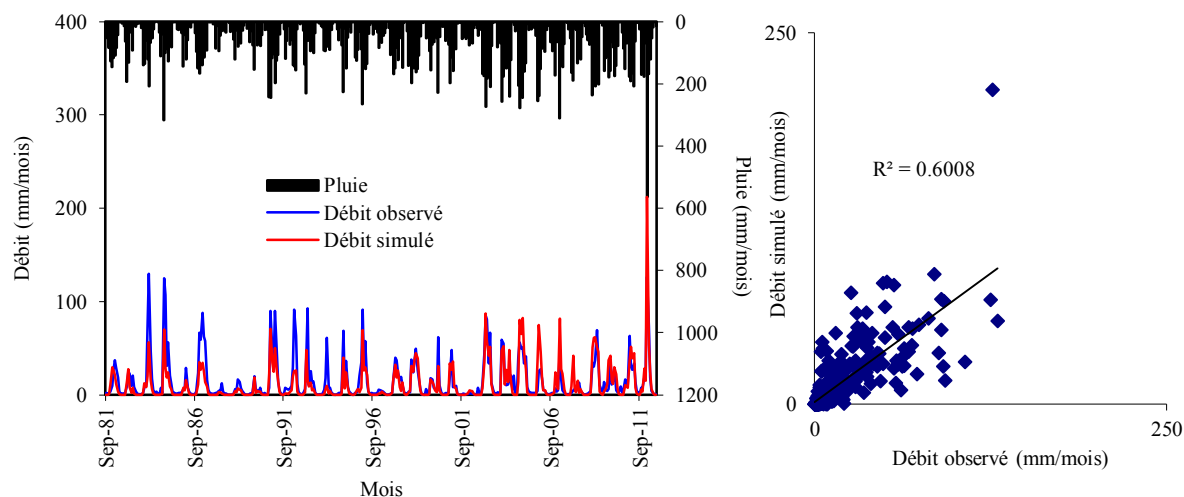 400
300
200
100
0
Débit (mm/mois)
0
200
400
600
800
1000
1200
Pluie (mm/mois)
Pluie
Débit observé
Débit simulé
Sep-81
Sep-86
Sep-91
Sep-96
Sep-01
Sep-06
Sep-11
Mois
250
0
Débit simulé (mm/mois)
R² = 0.6008
0
250
Débit observé (mm/mois)